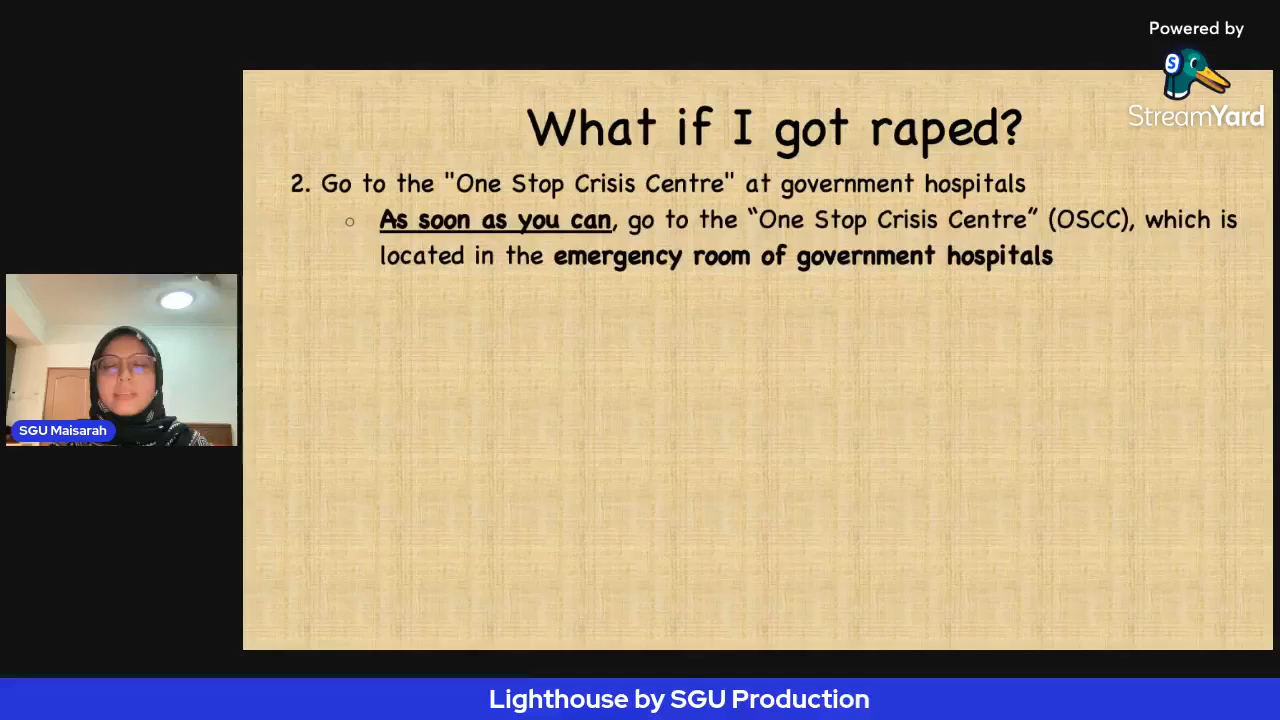 Powered by
S
StreamYard
What if I got raped?
2. Go to the "One Stop Crisis Centre" at government hospitals
○ As soon as you can, go to the “One Stop Crisis Centre” (OSCC), which is
located in the emergency room of government hospitals
SGU Maisarah
Lighthouse by SGU Production